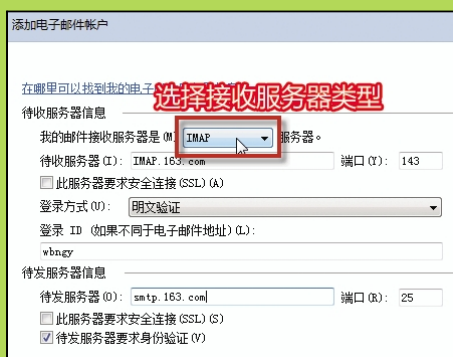 添加电子邮件帐户
在哪里可以找到我的电子
选择接收服务器类型
待收服务器信息
我的邮件接收服务器是(M) IMAP 服务器。
待收服务器(I): IMAP.163.com 端口(Y): 143
此服务器要求安全连接(SSL)(A)
登录方式(U): 明文验证
登录 ID (如果不同于电子邮件地址)(L):
wbngy
待发服务器信息
待发服务器(O): smtp.163.com 端口(R): 25
此服务器要求安全连接(SSL)(S)
待发服务器要求身份验证(V)